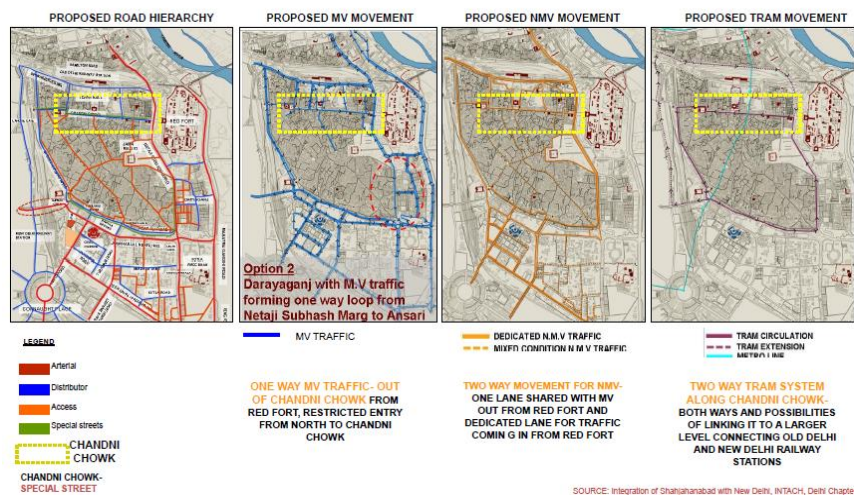 PROPOSED ROAD HIERARCHY
PROPOSED MV MOVEMENT
PROPOSED NMV MOVEMENT
PROPOSED TRAM MOVEMENT
HAMILTON ROAD
RED FORT
CONNAUGHT PLACE
Option 2
Darayaganj with M.V traffic
forming one way loop from
Netaji Subhash Marg to Ansari
LEGEND
Arterial
Distributor
Access
Special streets
CHANDNI
CHOWK
CHANDNI CHOWK-
SPECIAL STREET
MV TRAFFIC
ONE WAY MV TRAFFIC- OUT
OF CHANDNI CHOWK FROM
RED FORT, RESTRICTED ENTRY
FROM NORTH TO CHANDNI
CHOWK
DEDICATED N.M.V TRAFFIC
MIXED CONDITION N.M.V TRAFFIC
TWO WAY MOVEMENT FOR NMV-
ONE LANE SHARED WITH MV
OUT FROM RED FORT AND
DEDICATED LANE FOR TRAFFIC
COMIN G IN FROM RED FORT
TRAM CIRCULATION
TRAM EXTENSION
METRO LINE
TWO WAY TRAM SYSTEM
ALONG CHANDNI CHOWK-
BOTH WAYS AND POSSIBILITIES
OF LINKING IT TO A LARGER
LEVEL CONNECTING OLD DELHI
AND NEW DELHI RAILWAY
STATIONS
SOURCE: Integration of Shahjahanabad with New Delhi, INTACH, Delhi Chapte